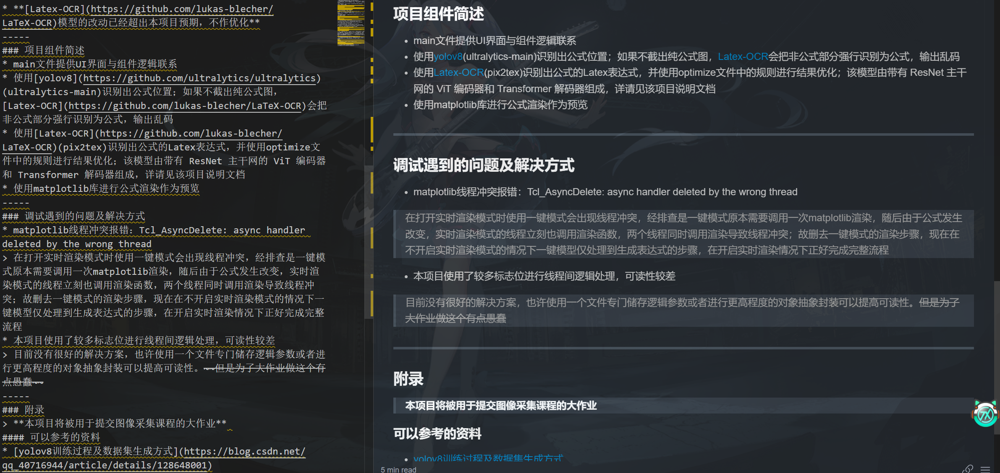 * **[Latex-OCR](https://github.com/lukas-blecher/
LaTeX-OCR)模型的改动已经超出本项目预期，不作优化**
-----
### 项目组件简述
* main文件提供UI界面与组件逻辑联系
* 使用[yolov8](https://github.com/ultralytics/ultralytics)
(ultralytics-main)识别出公式位置；如果不截出纯公式图，
[Latex-OCR](https://github.com/lukas-blecher/LaTeX-OCR)会把
非公式部分强行识别为公式，输出乱码
* 使用[Latex-OCR](https://github.com/lukas-blecher/
LaTeX-OCR)(pix2tex)识别出公式的Latex表达式，并使用optimize文
件中的规则进行结果优化；该模型由带有 ResNet 主干网的 ViT 编码器
和 Transformer 解码器组成，详请见该项目说明文档
* 使用matplotlib库进行公式渲染作为预览
-----
### 调试遇到的问题及解决方式
* matplotlib线程冲突报错：Tcl_AsyncDelete: async handler
deleted by the wrong thread
> 在打开实时渲染模式时使用一键模式会出现线程冲突，经排查是一键模
式原本需要调用一次matplotlib渲染，随后由于公式发生改变，实时渲
染模式的线程立刻也调用渲染函数，两个线程同时调用渲染导致线程冲
突；故删去一键模式的渲染步骤，现在在不开启实时渲染模式的情况下一
键模型仅处理到生成表达式的步骤，在开启实时渲染情况下正好完成完整
流程
* 本项目使用了较多标志位进行线程间逻辑处理，可读性较差
> 目前没有很好的解决方案，也许使用一个文件专门储存逻辑参数或者进
行更高程度的对象抽象封装可以提高可读性。~~但是为了大作业做这个有
点愚蠢~~
-----
### 附录
> **本项目将被用于提交图像采集课程的大作业**
#### 可以参考的资料
* [yolov8训练过程及数据集生成方式](https://blog.csdn.net/
qq_40716944/article/details/128648001)
项目组件简述
• main文件提供UI界面与组件逻辑联系
• 使用yolov8(ultralytics-main)识别出公式位置；如果不截出纯公式图，Latex-OCR会把非公式部分强行识别为公式，输出乱码
• 使用Latex-OCR(pix2tex)识别出公式的Latex表达式，并使用optimize文件中的规则进行结果优化；该模型由带有 ResNet 主干
网的 ViT 编码器和 Transformer 解码器组成，详请见该项目说明文档
• 使用matplotlib库进行公式渲染作为预览
调试遇到的问题及解决方式
• matplotlib线程冲突报错：Tcl_AsyncDelete: async handler deleted by the wrong thread
在打开实时渲染模式时使用一键模式会出现线程冲突，经排查是一键模式原本需要调用一次matplotlib渲染，随后由于公式发生
改变，实时渲染模式的线程立刻也调用渲染函数，两个线程同时调用渲染导致线程冲突；故删去一键模式的渲染步骤，现在在
不开启实时渲染模式的情况下一键模型仅处理到生成表达式的步骤，在开启实时渲染情况下正好完成完整流程
• 本项目使用了较多标志位进行线程间逻辑处理，可读性较差
目前没有很好的解决方案，也许使用一个文件专门储存逻辑参数或者进行更高程度的对象抽象封装可以提高可读性。但是为了
大作业做这个有点愚蠢
附录
本项目将被用于提交图像采集课程的大作业
可以参考的资料
• yolov8训练过程及数据集生成方式
5 min read